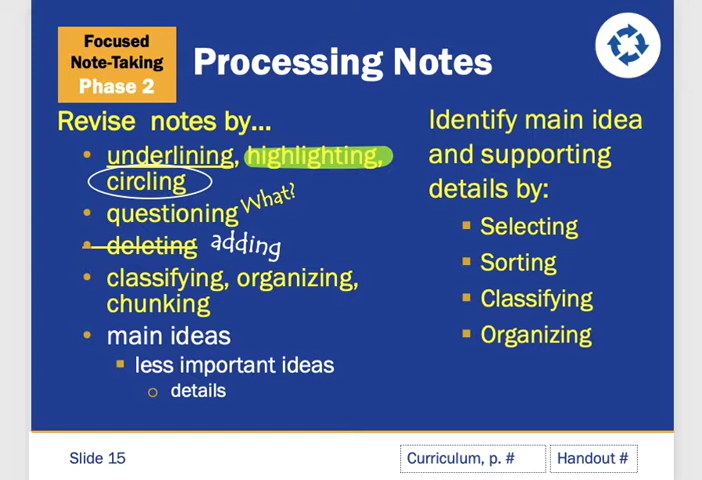 Focused
Note-Taking
Phase 2
Processing Notes
Revise notes by...
underlining, highlighting,
circling
questioning What?
deleting adding
classifying, organizing,
chunking
main ideas
less important ideas
details
Identify main idea
and supporting
details by:
Selecting
Sorting
Classifying
Organizing
Slide 15
Curriculum, p. #
Handout #